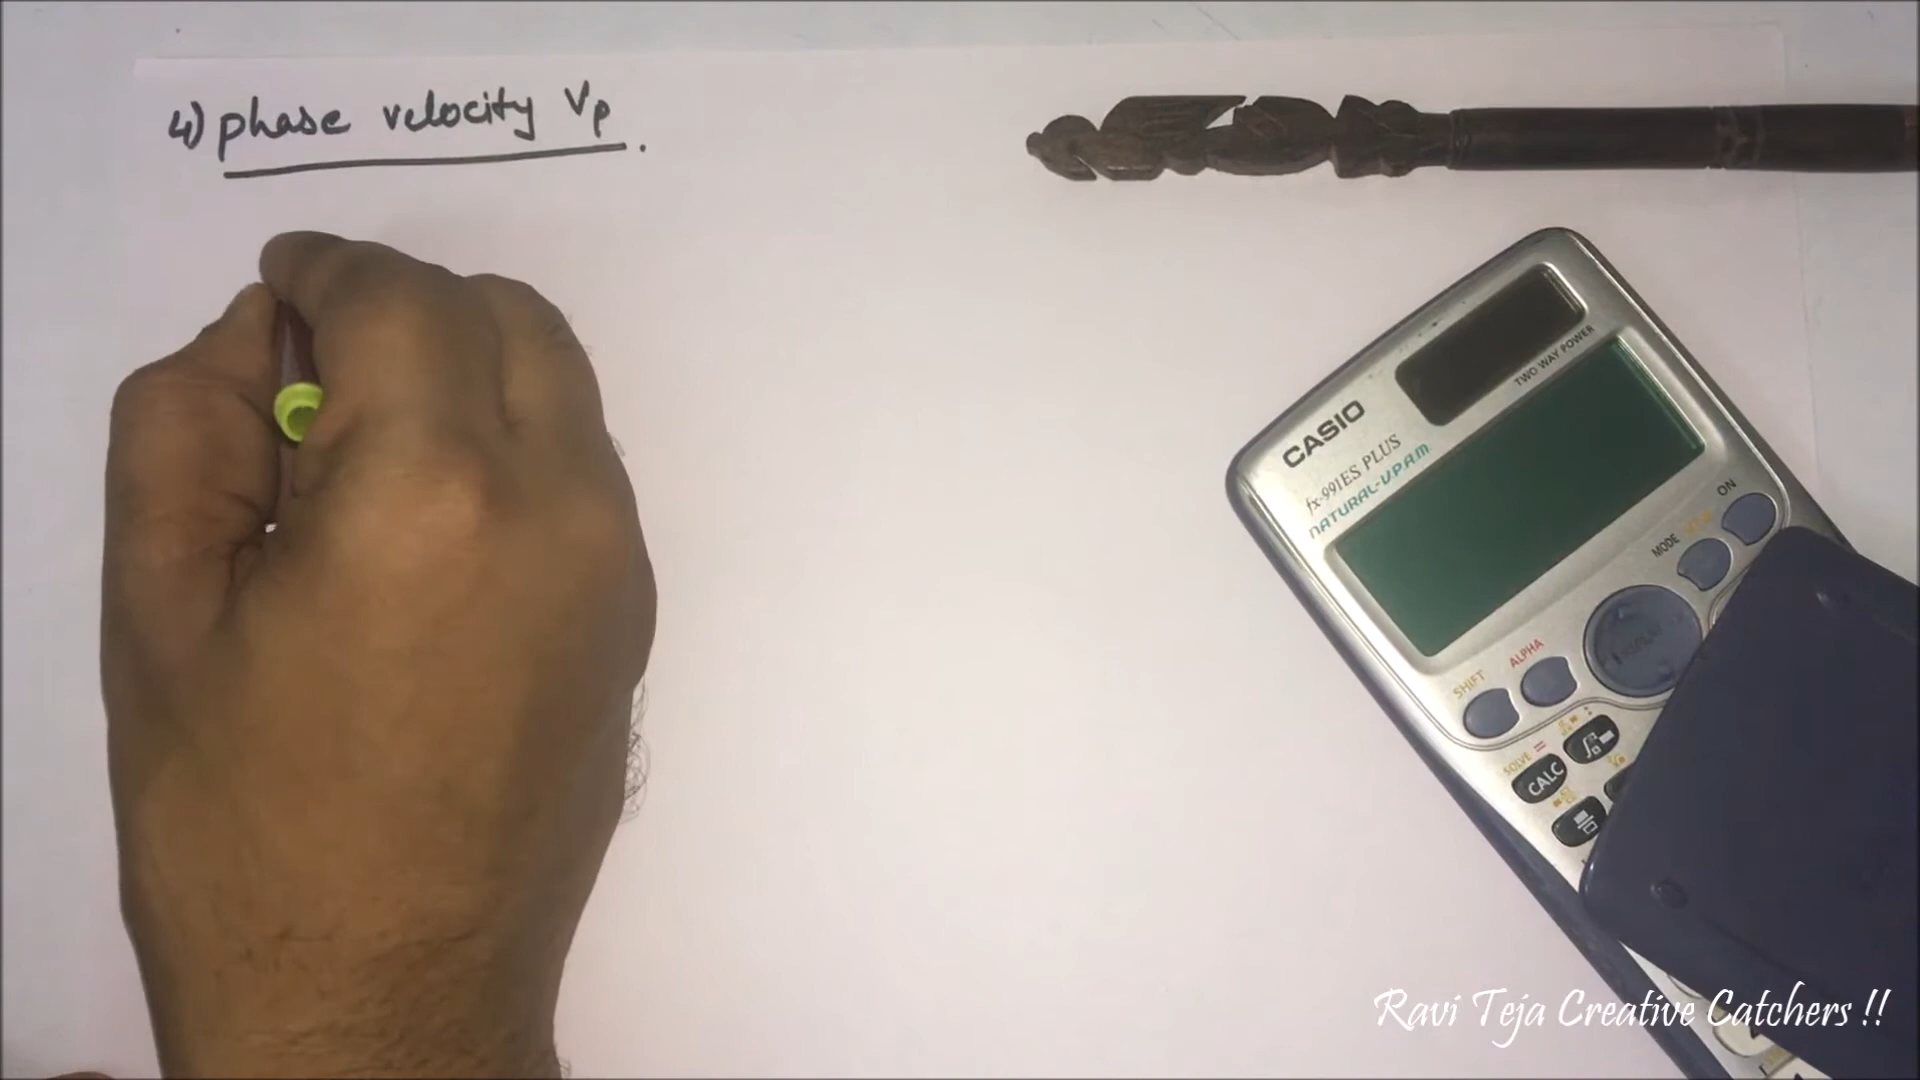 4) phase velocity Vp.
TWO WAY POWER
CASIO
fx-991ES PLUS
NATURAL-V.P.A.M.
ON
MODE
ALPHA
SHIFT
SOLVE =
CALC
Ravi Teja Creative Catchers !!